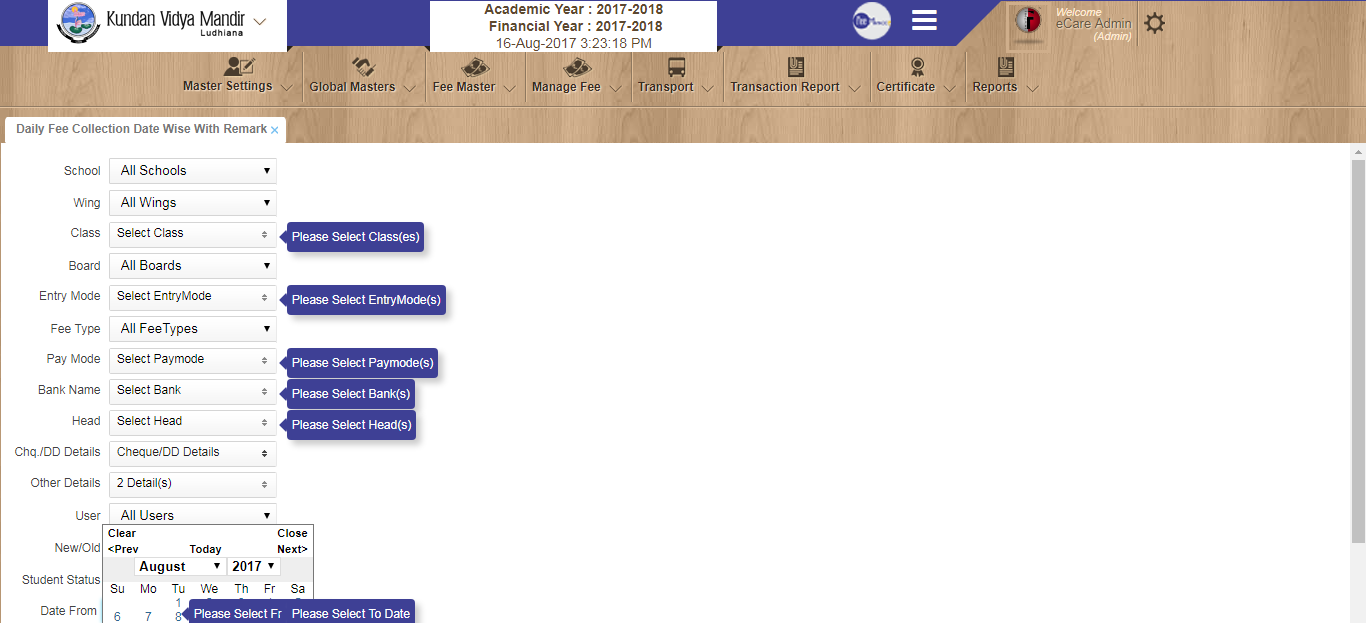 Kundan Vidya Mandir
Ludhiana
Academic Year : 2017-2018
Financial Year : 2017-2018
16-Aug-2017 3:23:18 PM
Welcome
eCare Admin
(Admin)
Master Settings
Global Masters
Fee Master
Manage Fee
Transport
Transaction Report
Certificate
Reports
Daily Fee Collection Date Wise With Remark ×
School All Schools
Wing All Wings
Class Select Class Please Select Class(es)
Board All Boards
Entry Mode Select EntryMode Please Select EntryMode(s)
Fee Type All FeeTypes
Pay Mode Select Paymode Please Select Paymode(s)
Bank Name Select Bank Please Select Bank(s)
Head Select Head Please Select Head(s)
Chq./DD Details Cheque/DD Details
Other Details 2 Detail(s)
User All Users
New/Old
Student Status
Date From
Clear Close
<Prev Today Next>
August 2017
Su Mo Tu We Th Fr Sa
1
6 7 8
Please Select Fr Please Select To Date